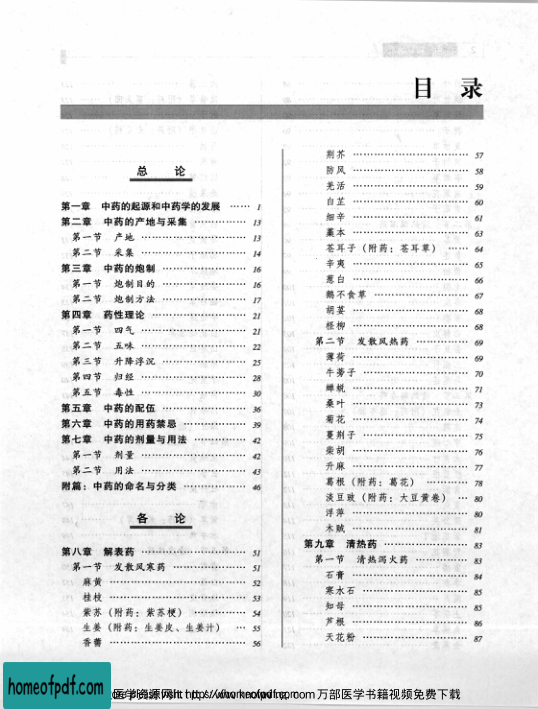 目 录
总 论
第一章 中药的起源和中药学的发展 …… 1
第二章 中药的产地与采集 …… 13
第一节 产地 …… 13
第二节 采集 …… 14
第三章 中药的炮制 …… 16
第一节 炮制目的 …… 16
第二节 炮制方法 …… 17
第四章 药性理论 …… 21
第一节 四气 …… 21
第二节 五味 …… 22
第三节 升降浮沉 …… 25
第四节 归经 …… 28
第五节 毒性 …… 30
第五章 中药的配伍 …… 36
第六章 中药的用药禁忌 …… 39
第七章 中药的剂量与用法 …… 42
第一节 剂量 …… 42
第二节 用法 …… 43
附篇：中药的命名与分类 …… 46
各 论
第八章 解表药 …… 51
第一节 发散风寒药 …… 51
麻黄 …… 52
桂枝 …… 53
紫苏（附药：紫苏梗） …… 54
生姜（附药：生姜皮、生姜汁） … 55
香薷 …… 56
荆芥 …… 57
防风 …… 58
羌活 …… 59
白芷 …… 60
细辛 …… 61
藁本 …… 63
苍耳子（附药：苍耳草） …… 64
辛夷 …… 65
葱白 …… 66
鹅不食草 …… 67
胡荽 …… 68
柽柳 …… 68
第二节 发散风热药 …… 69
薄荷 …… 69
牛蒡子 …… 70
蝉蜕 …… 71
桑叶 …… 73
菊花 …… 74
蔓荆子 …… 75
柴胡 …… 76
升麻 …… 77
葛根（附药：葛花） …… 78
淡豆豉（附药：大豆黄卷） … 80
浮萍 …… 80
木贼 …… 81
第九章 清热药 …… 83
第一节 清热泻火药 …… 83
石膏 …… 84
寒水石 …… 85
知母 …… 85
芦根 …… 86
天花粉 …… 87
homeofpdf.com
医学资源网 万部医学书籍视频免费下载